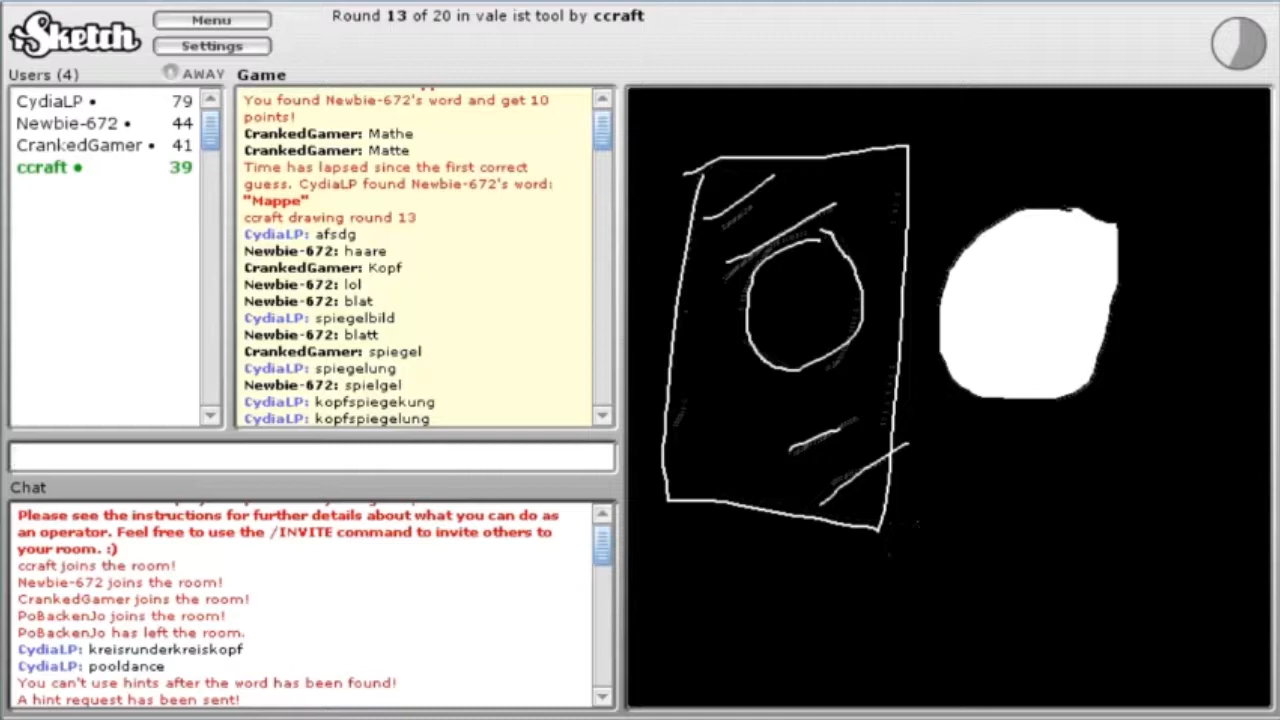 iSketch
Menu
Settings
Round 13 of 20 in vale ist tool by ccraft
Users (4)
AWAY
Game
CydiaLP • 79
Newbie-672 • 44
CrankedGamer • 41
ccraft • 39
You found Newbie-672's word and get 10
points!
CrankedGamer: Mathe
CrankedGamer: Matte
Time has lapsed since the first correct
guess. CydiaLP found Newbie-672's word:
"Mappe"
ccraft drawing round 13
CydiaLP: afsdg
Newbie-672: haare
CrankedGamer: Kopf
Newbie-672: lol
Newbie-672: blat
CydiaLP: spiegelbild
Newbie-672: blatt
CrankedGamer: spiegel
CydiaLP: spiegelung
Newbie-672: spielgel
CydiaLP: kopfspiegekung
CydiaLP: kopfspiegelung
Chat
Please see the instructions for further details about what you can do as
an operator. Feel free to use the /INVITE command to invite others to
your room. :)
ccraft joins the room!
Newbie-672 joins the room!
CrankedGamer joins the room!
PoBackenJo joins the room!
PoBackenJo has left the room.
CydiaLP: kreisrunderkreiskopf
CydiaLP: pooldance
You can't use hints after the word has been found!
A hint request has been sent!